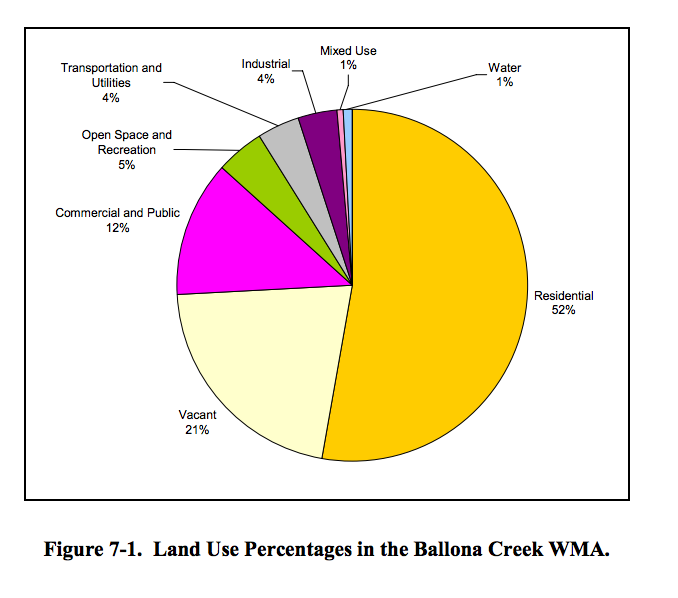 Mixed Use
1%
Industrial
4%
Transportation and
Utilities
4%
Water
1%
Open Space and
Recreation
5%
Commercial and Public
12%
Residential
52%
Vacant
21%
Figure 7-1.  Land Use Percentages in the Ballona Creek WMA.